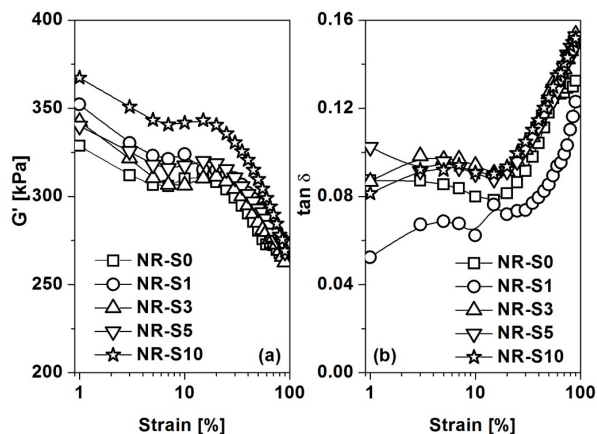 400
350
300
250
200
G' [kPa]
NR-S0
NR-S1
NR-S3
NR-S5
NR-S10
(a)
1
10
100
Strain [%]
0.16
0.12
0.08
0.04
0.00
tan δ
NR-S0
NR-S1
NR-S3
NR-S5
NR-S10
(b)
1
10
100
Strain [%]